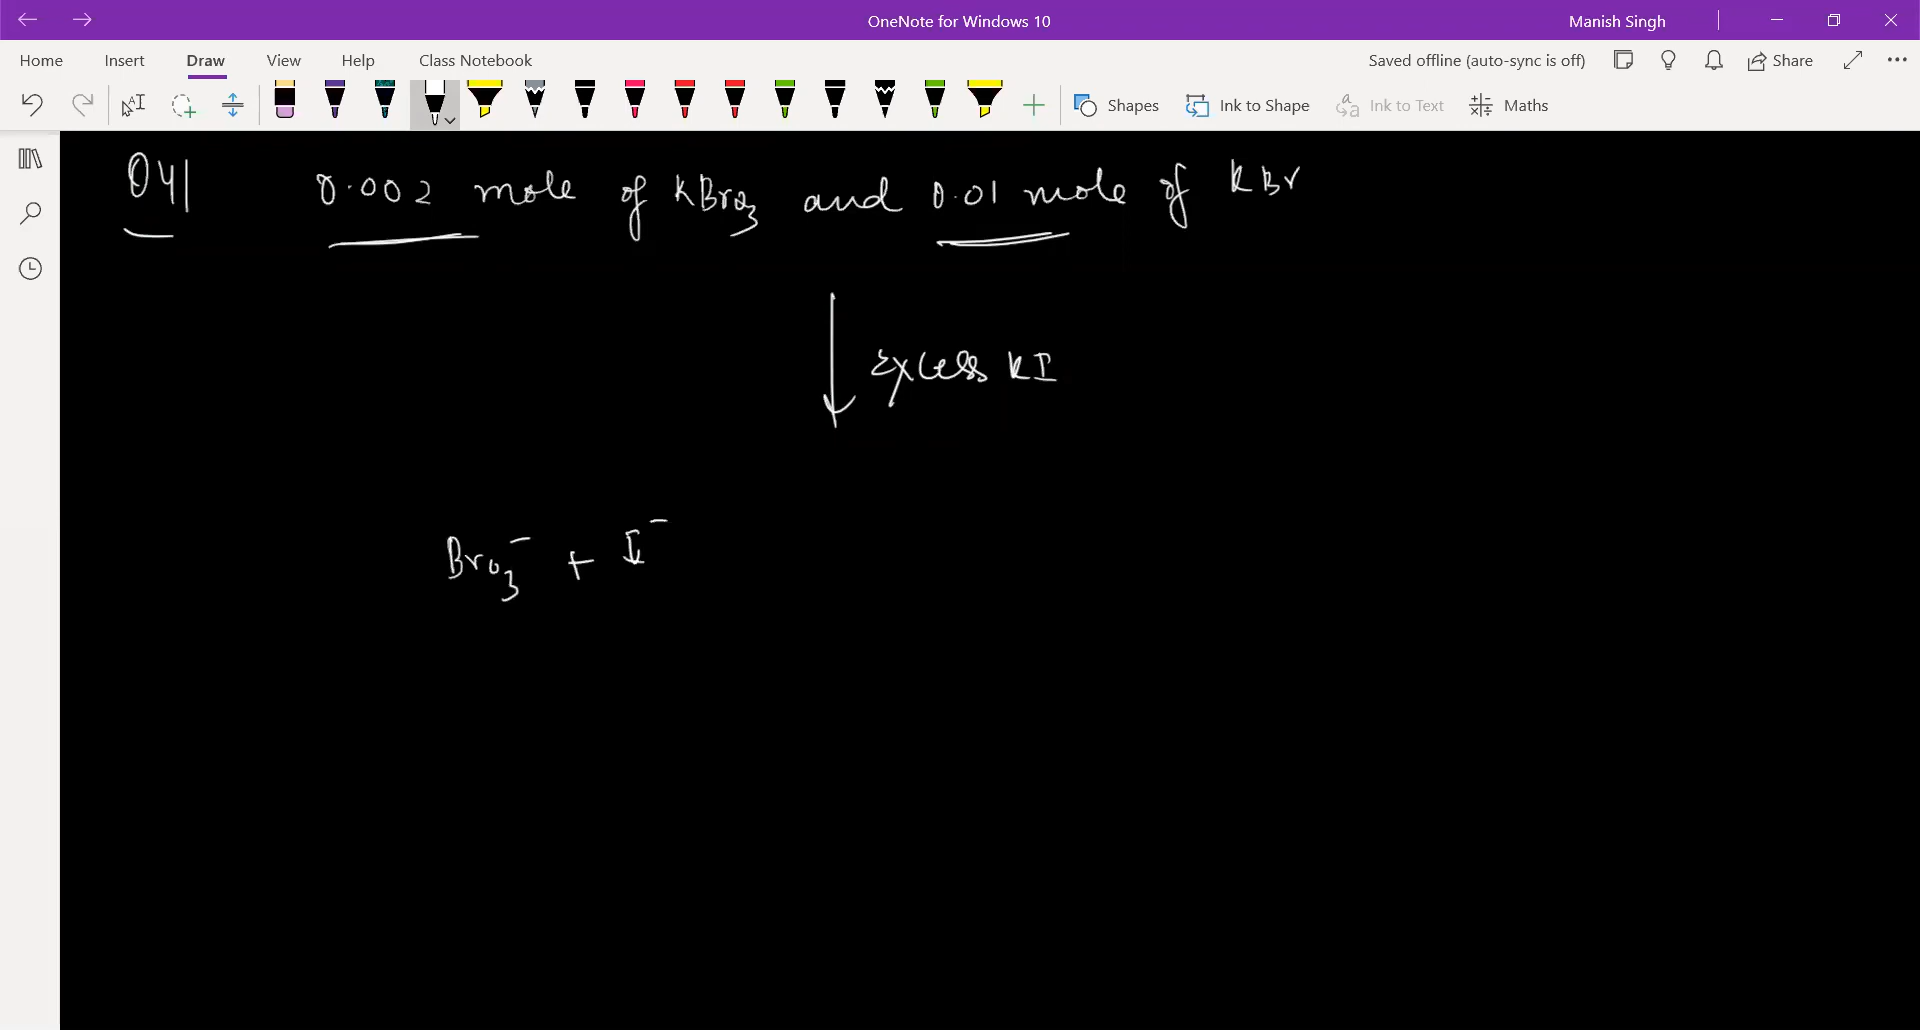 OneNote for Windows 10
Manish Singh
Home Insert Draw View Help Class Notebook
Saved offline (auto-sync is off) Share
Shapes Ink to Shape Ink to Text Maths
Q41 0.002 mole of KBrO3 and 0.01 mole of KBr
Excess KI
BrO3⁻ + I⁻